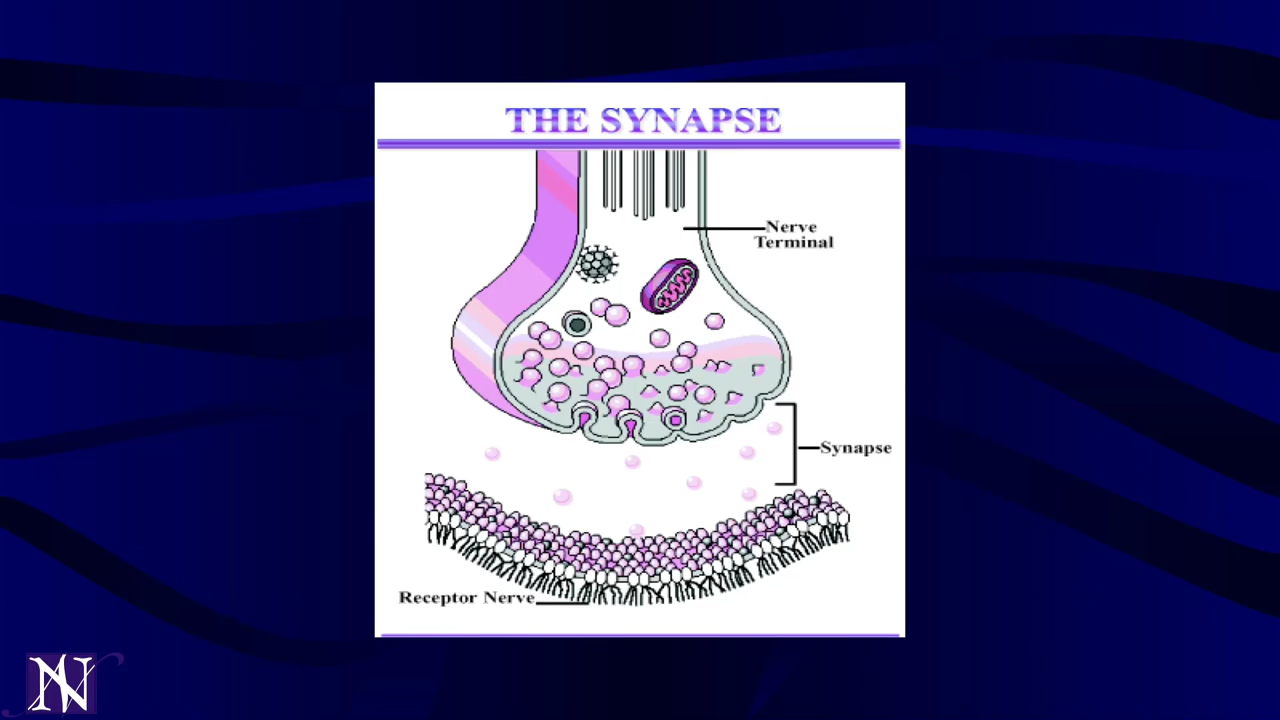 THE SYNAPSE
Nerve
Terminal
Synapse
Receptor Nerve
N